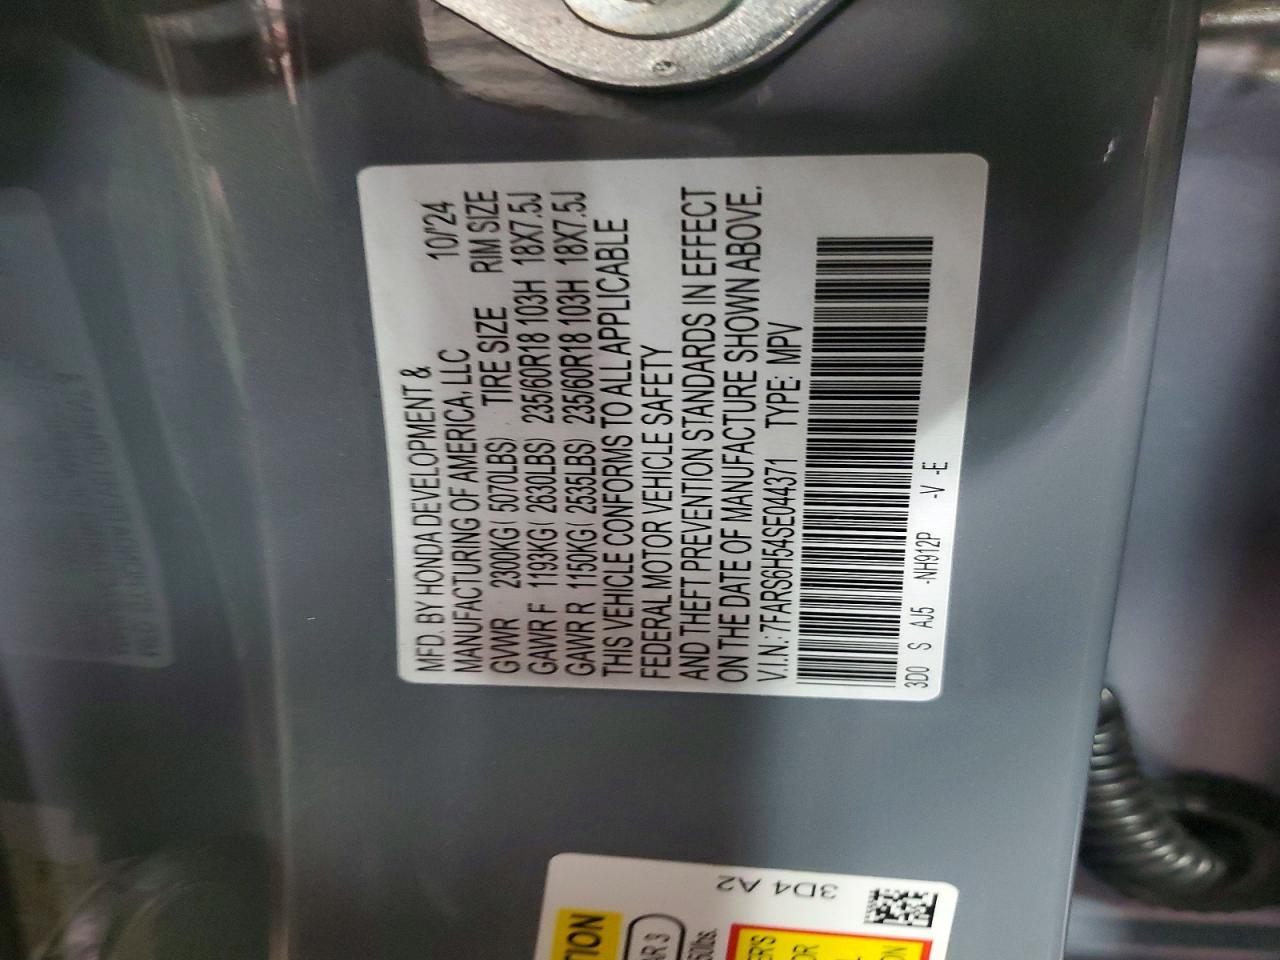 MFD. BY HONDA DEVELOPMENT &
MANUFACTURING OF AMERICA, LLC 10/'24
GVWR 2300KG( 5070LBS) TIRE SIZE RIM SIZE
GAWR F 1193KG( 2630LBS) 235/60R18 103H 18X7.5J
GAWR R 1150KG( 2535LBS) 235/60R18 103H 18X7.5J
THIS VEHICLE CONFORMS TO ALL APPLICABLE
FEDERAL MOTOR VEHICLE SAFETY
AND THEFT PREVENTION STANDARDS IN EFFECT
ON THE DATE OF MANUFACTURE SHOWN ABOVE.
V.I.N.: 7FARS6H54SE044371 TYPE: MPV
3D0 S AJ5 -NH912P -V -E
3D4 A2